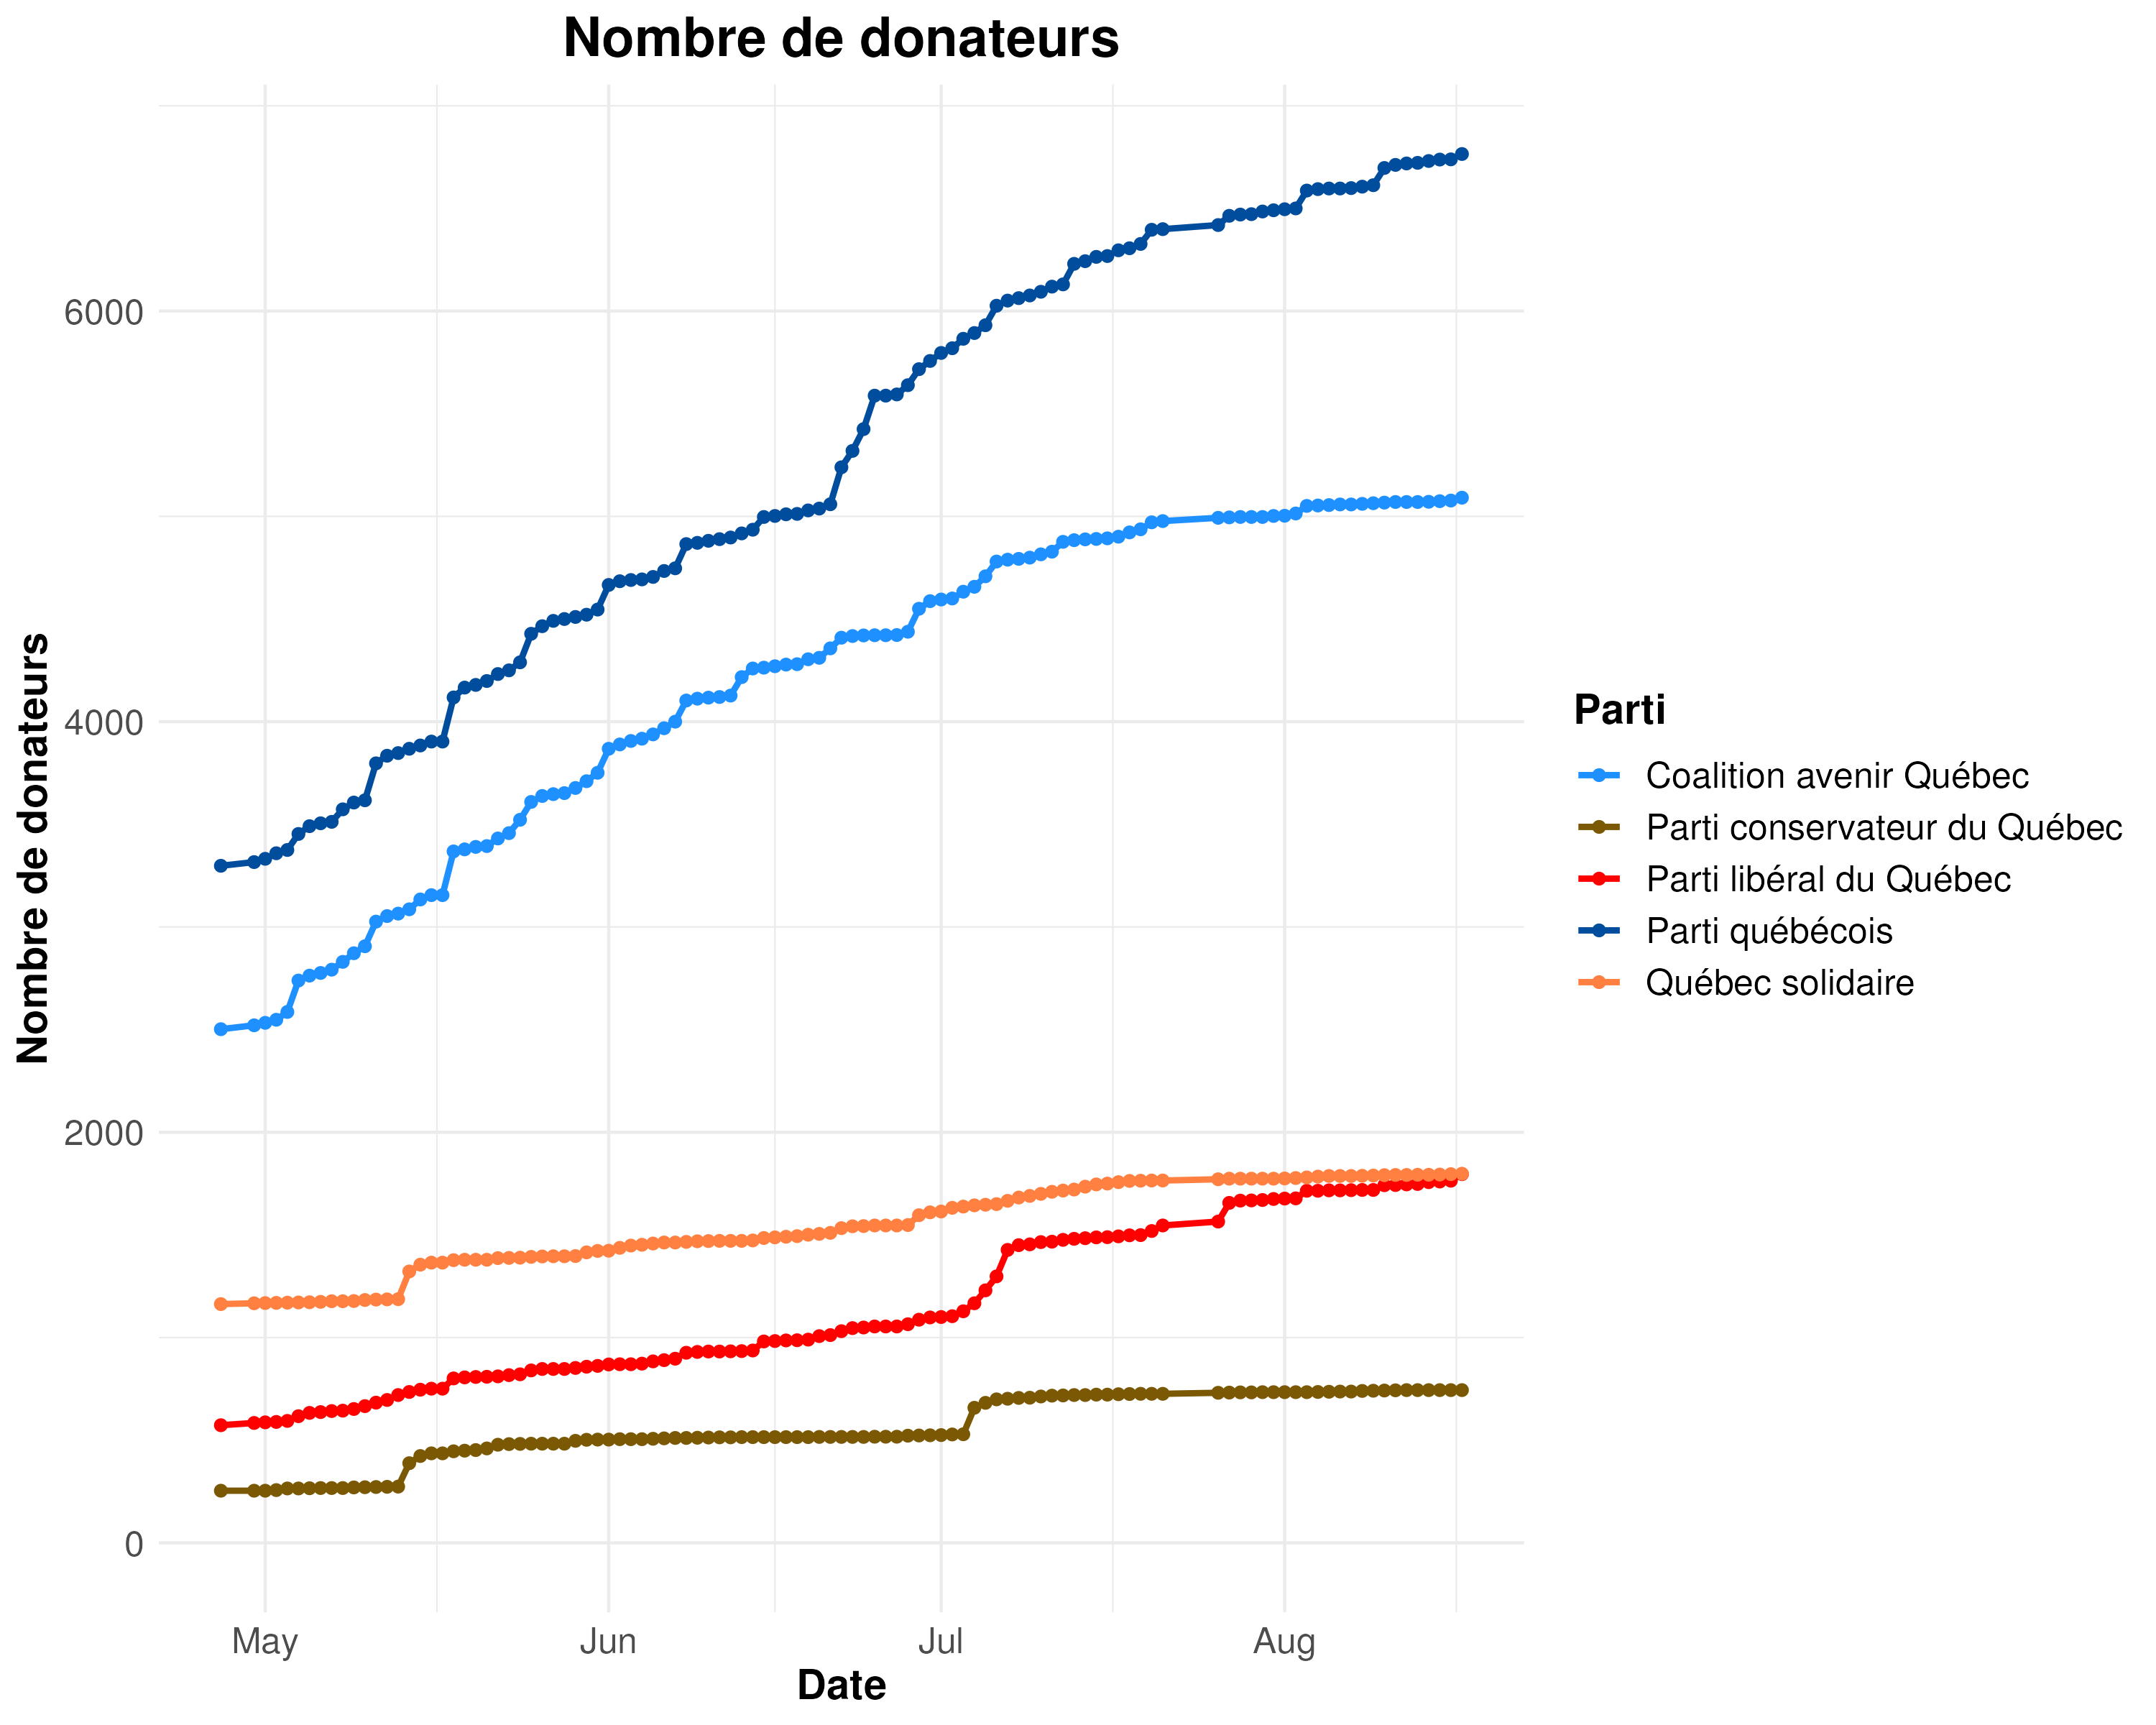 Nombre de donateurs
Nombre de donateurs
6000
4000
2000
0
May
Jun
Jul
Aug
Date
Parti
Coalition avenir Québec
Parti conservateur du Québec
Parti libéral du Québec
Parti québécois
Québec solidaire